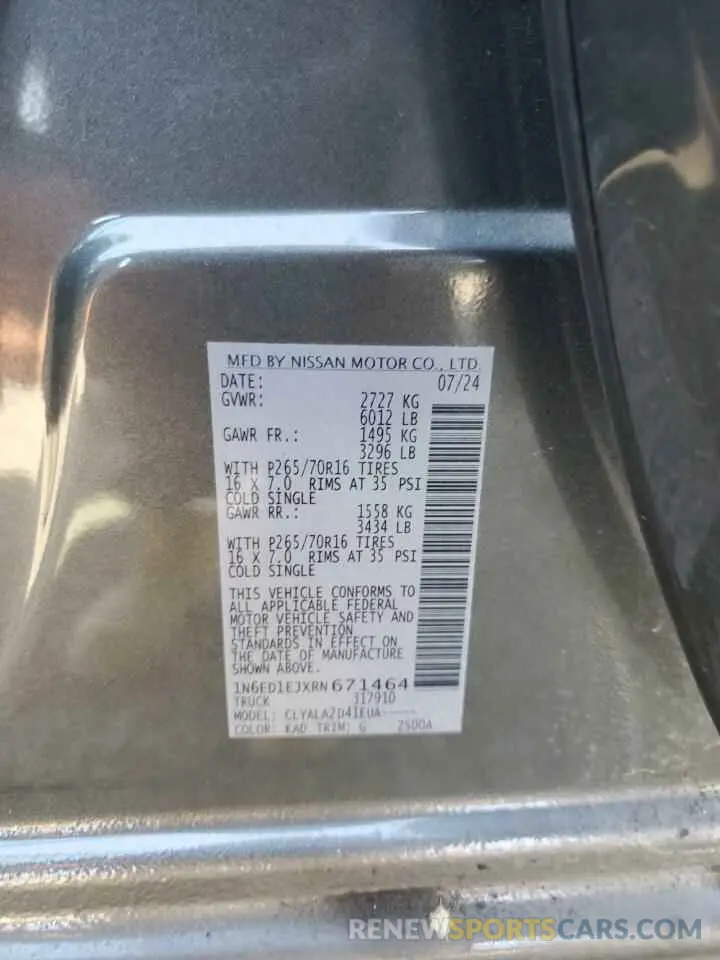 MFD BY NISSAN MOTOR CO., LTD.
DATE: 07/24
GVWR: 2727 KG
6012 LB
GAWR FR.: 1495 KG
3296 LB
WITH P265/70R16 TIRES
16 X 7.0 RIMS AT 35 PSI
COLD SINGLE
GAWR RR.: 1558 KG
3434 LB
WITH P265/70R16 TIRES
16 X 7.0 RIMS AT 35 PSI
COLD SINGLE
THIS VEHICLE CONFORMS TO
ALL APPLICABLE FEDERAL
MOTOR VEHICLE SAFETY AND
THEFT PREVENTION
STANDARDS IN EFFECT ON
THE DATE OF MANUFACTURE
SHOWN ABOVE.
1N6ED1EJXRN671464
TRUCK 317910
MODEL: CLYALA2D41EUA-----
COLOR: KAD TRIM: G 2S00A
RENEWSPORTSCARS.COM